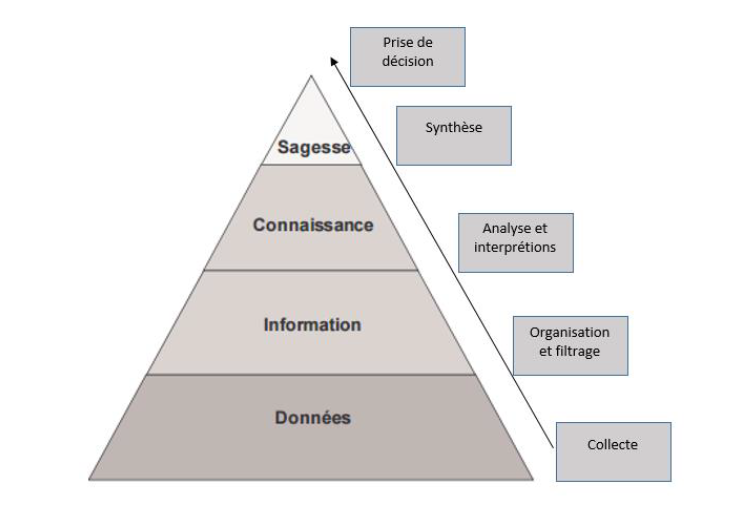 Prise de
décision
Synthèse
Sagesse
Connaissance
Analyse et
interprétions
Information
Organisation
et filtrage
Données
Collecte